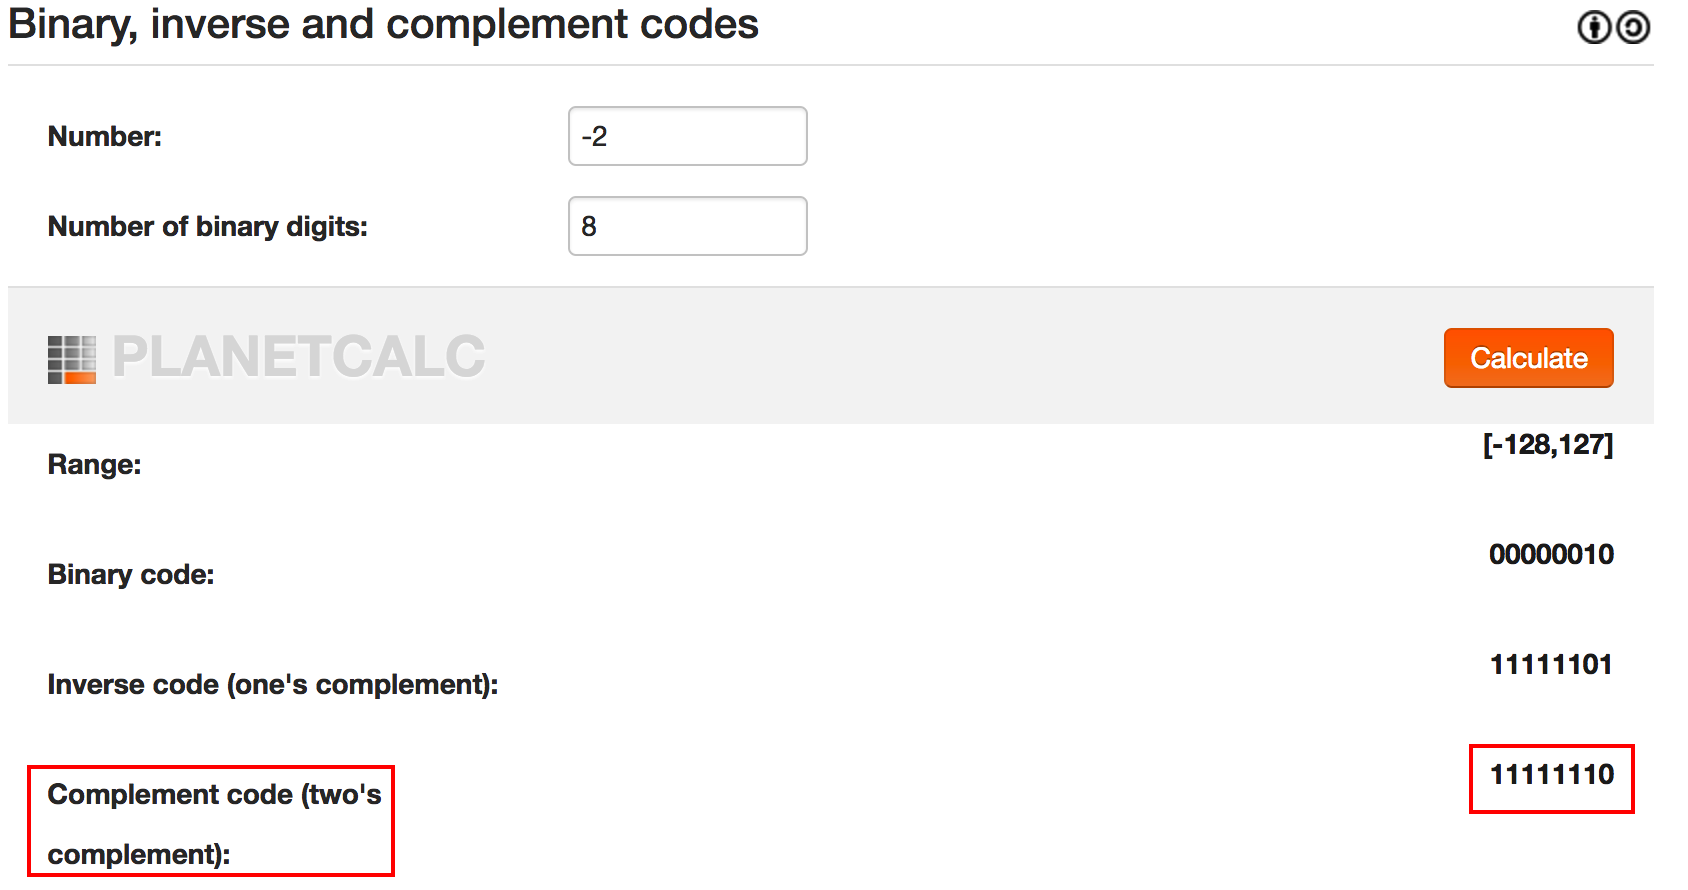 Binary, inverse and complement codes
Number:
-2
Number of binary digits:
8
PLANETCALC
Calculate
Range:
[-128,127]
Binary code:
00000010
Inverse code (one's complement):
11111101
Complement code (two's
complement):
11111110